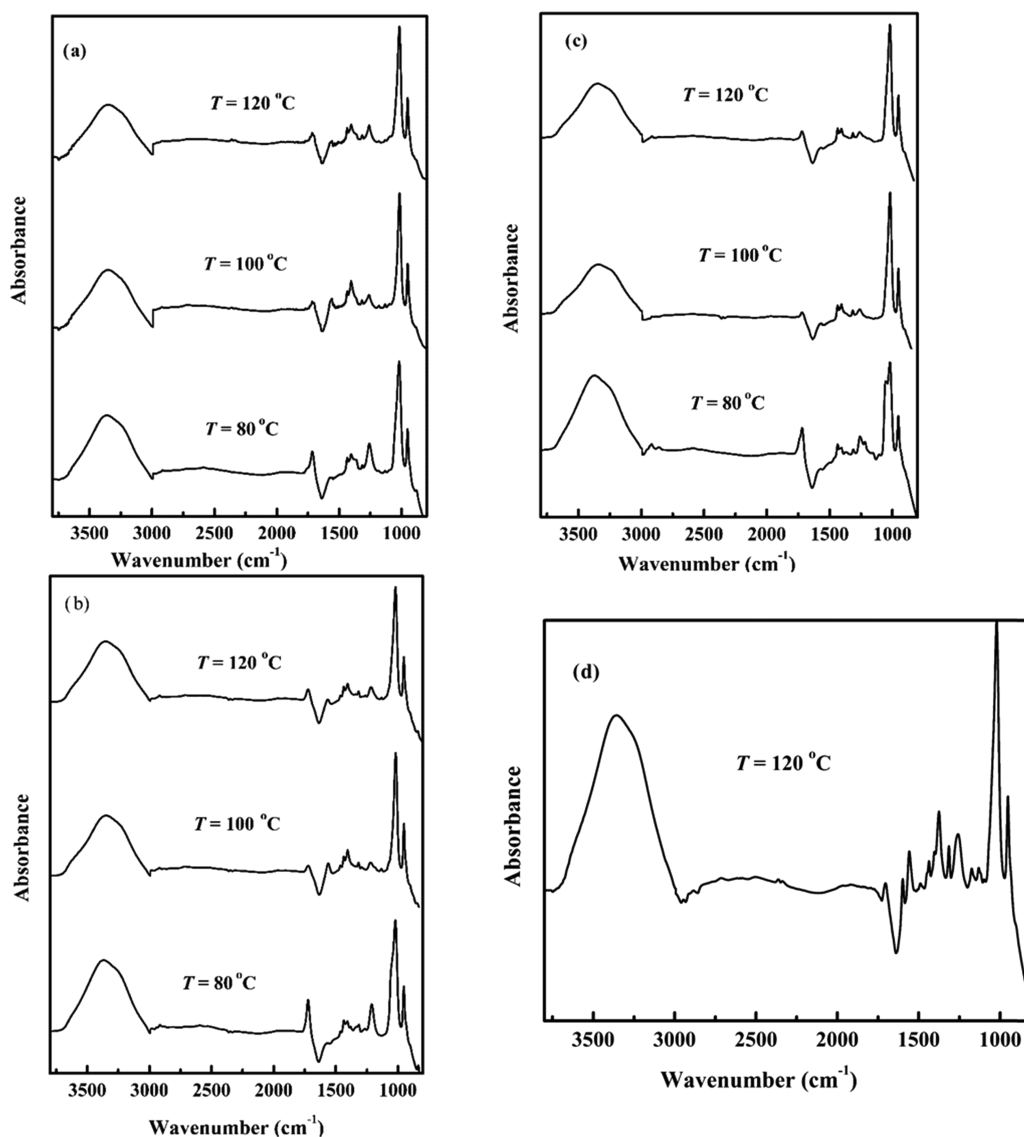 (a)
T = 120 °C
T = 100 °C
T = 80 °C
Absorbance
3500 3000 2500 2000 1500 1000
Wavenumber (cm⁻¹)
(c)
T = 120 °C
T = 100 °C
T = 80 °C
Absorbance
3500 3000 2500 2000 1500 1000
Wavenumber (cm⁻¹)
(b)
T = 120 °C
T = 100 °C
T = 80 °C
Absorbance
3500 3000 2500 2000 1500 1000
Wavenumber (cm⁻¹)
(d)
T = 120 °C
Absorbance
3500 3000 2500 2000 1500 1000
Wavenumber (cm⁻¹)